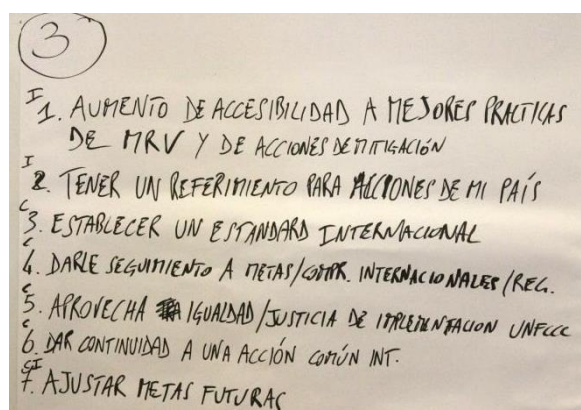 3
I
1. AUMENTO DE ACCESIBILIDAD A MEJORES PRACTICAS
DE MRV Y DE ACCIONES DE MITIGACIÓN
I
2. TENER UN REFERIMIENTO PARA ACCIONES DE MI PAÍS
C
3. ESTABLECER UN ESTANDARD INTERNACIONAL
C
4. DARLE SEGUIMIENTO A METAS/COMPR. INTERNACIONALES/REG.
C
5. APROVECHA IGUALDAD/JUSTICIA DE IMPLEMENTACION UNFCCC
C
6. DAR CONTINUIDAD A UNA ACCIÓN COMÚN INT.
CI
7. AJUSTAR METAS FUTURAS